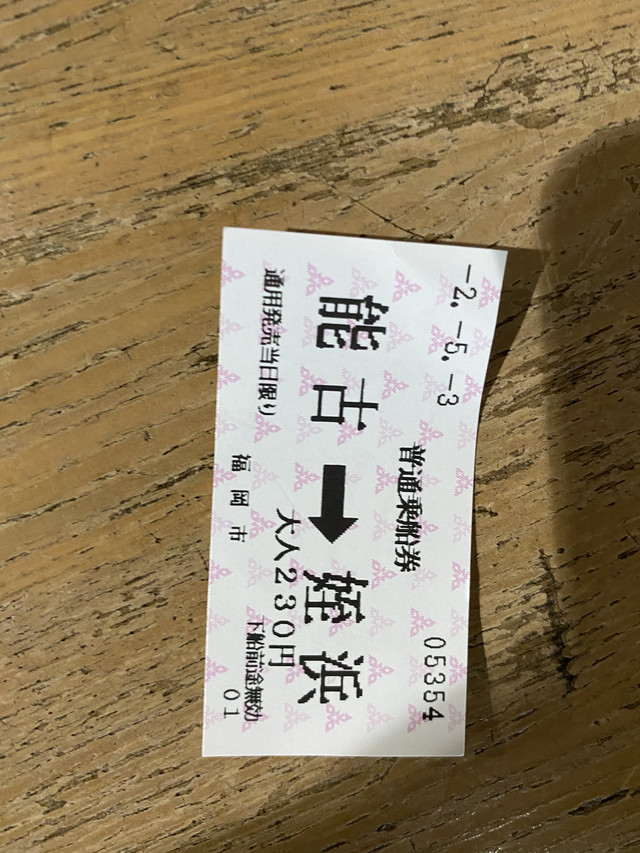 -2.-5.-3
05354
普通乗船券
能古➡姪浜
大人230円
通用発売当日限り
下船前途無効
福岡市
01